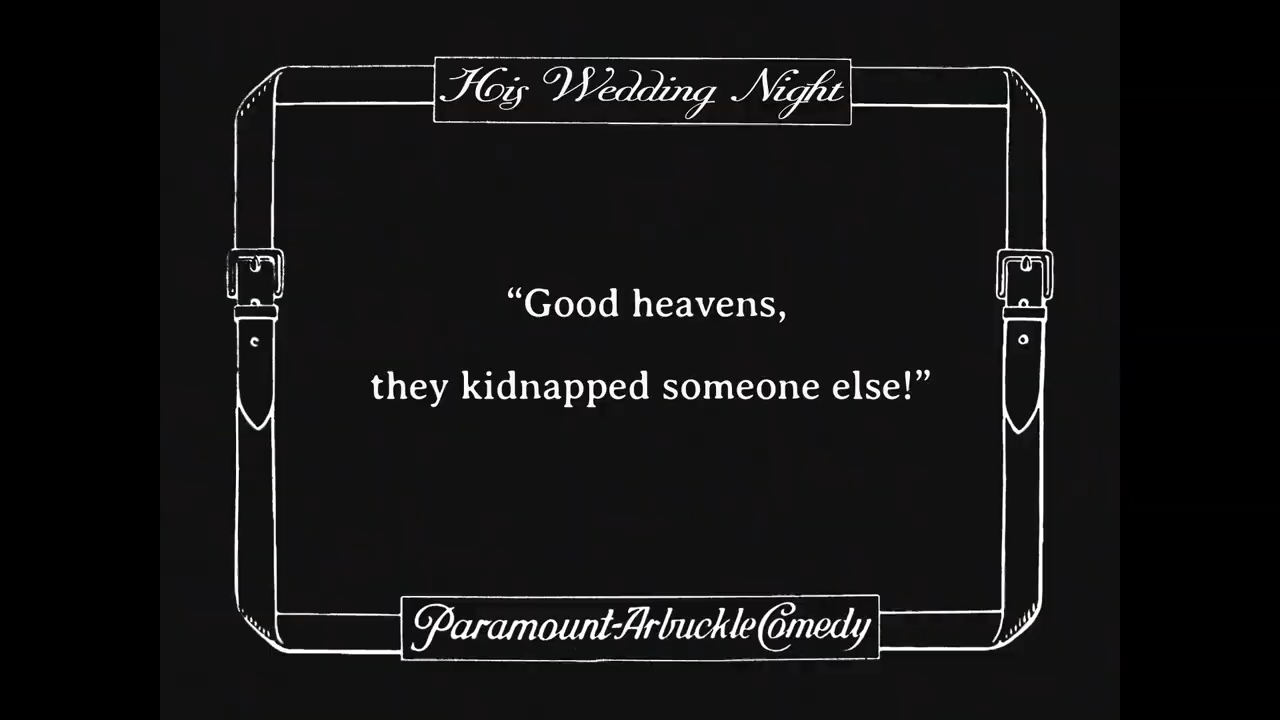 His Wedding Night
“Good heavens,
they kidnapped someone else!”
Paramount-Arbuckle Comedy